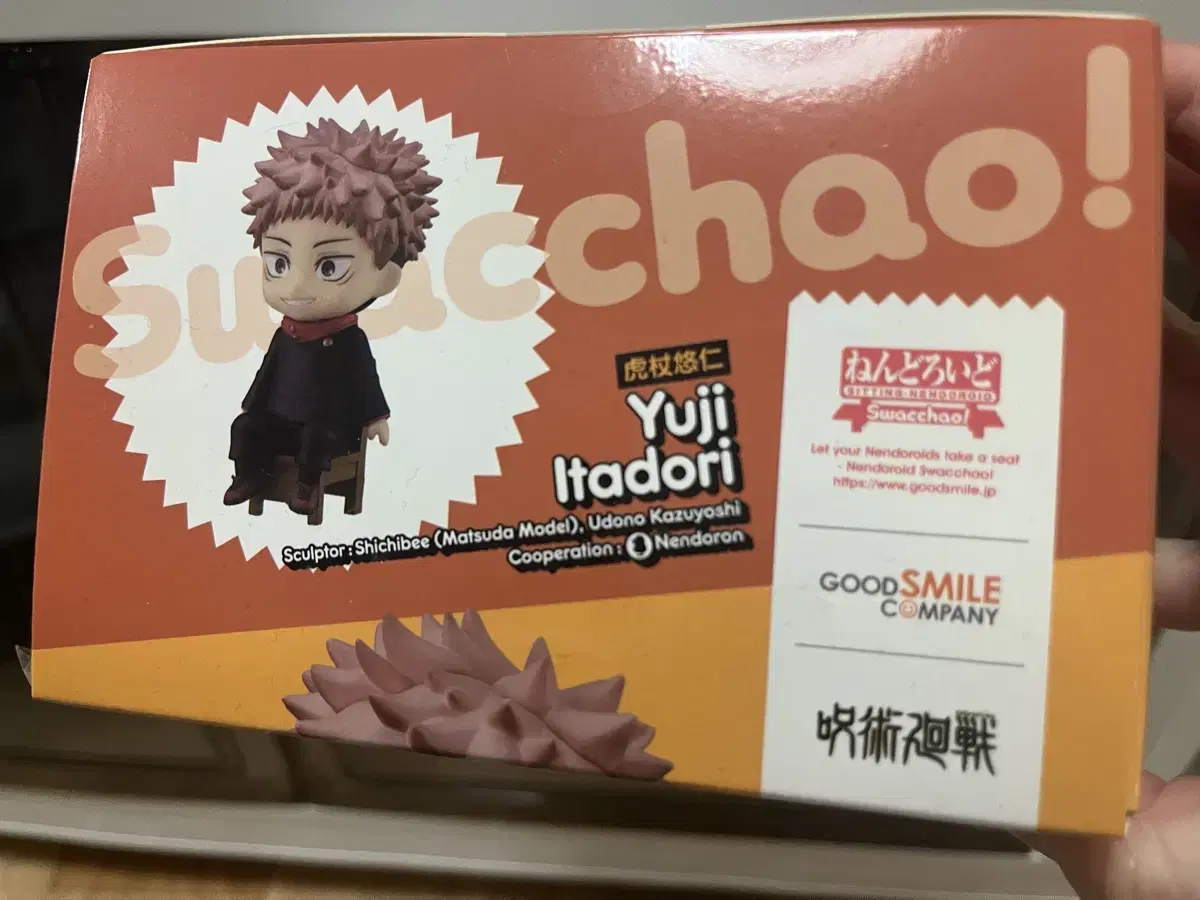 Swacchao!
虎杖悠仁
Yuji
Itadori
Sculptor:Shichibee (Matsuda Model), Udono Kazuyoshi
Cooperation: Nendoron
ねんどろいど
SITTING・NENDOROID
Swacchao!
Let your Nendoroids take a seat
- Nendoroid Swacchao!
https://www.goodsmile.jp
GOOD SMILE
COMPANY
呪術廻戦